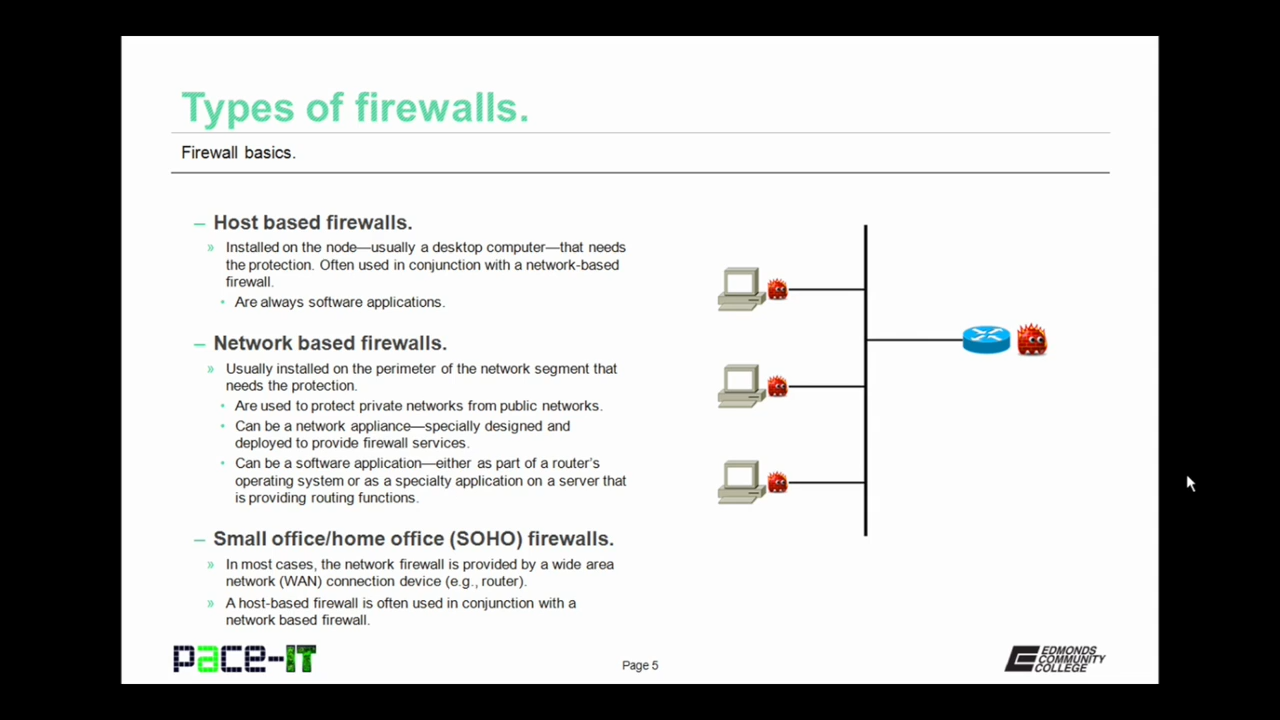 Types of firewalls.
Firewall basics.
– Host based firewalls.
» Installed on the node—usually a desktop computer—that needs
the protection. Often used in conjunction with a network-based
firewall.
• Are always software applications.
– Network based firewalls.
» Usually installed on the perimeter of the network segment that
needs the protection.
• Are used to protect private networks from public networks.
• Can be a network appliance—specially designed and
deployed to provide firewall services.
• Can be a software application—either as part of a router's
operating system or as a specialty application on a server that
is providing routing functions.
– Small office/home office (SOHO) firewalls.
» In most cases, the network firewall is provided by a wide area
network (WAN) connection device (e.g., router).
» A host-based firewall is often used in conjunction with a
network based firewall.
pace-IT
Page 5
EDMONDS
COMMUNITY
COLLEGE